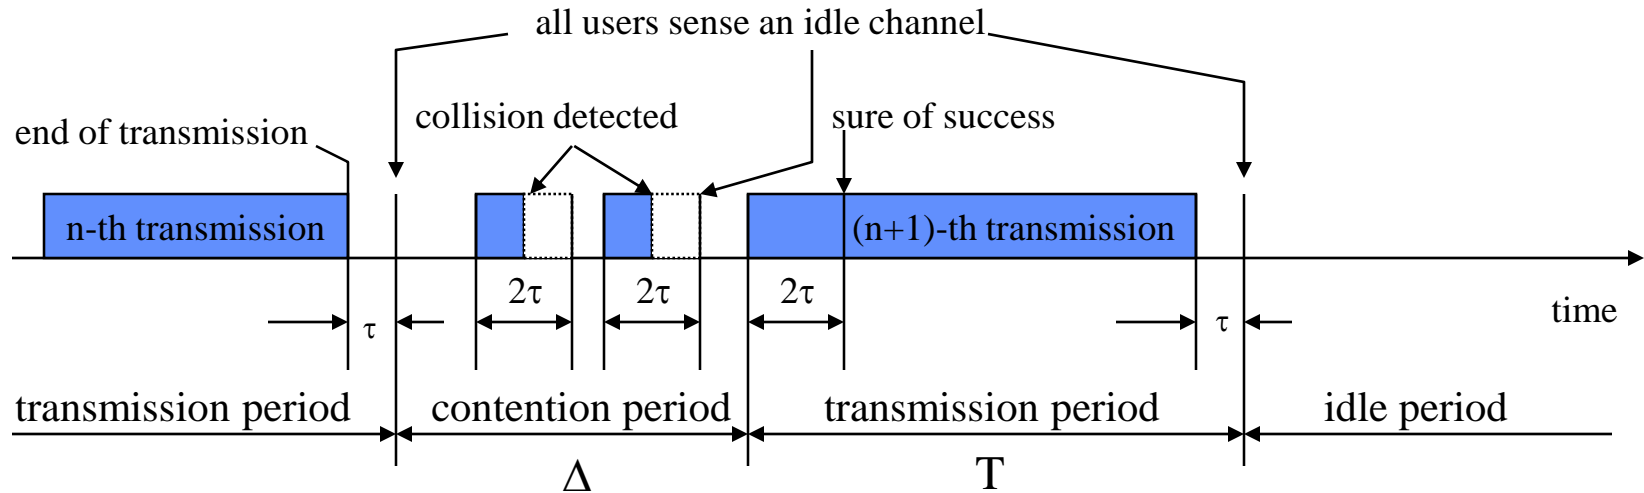 all users sense an idle channel
collision detected
sure of success
end of transmission
n-th transmission
(n+1)-th transmission
2τ
2τ
2τ
time
τ
τ
transmission period
contention period
transmission period
idle period
Δ
T